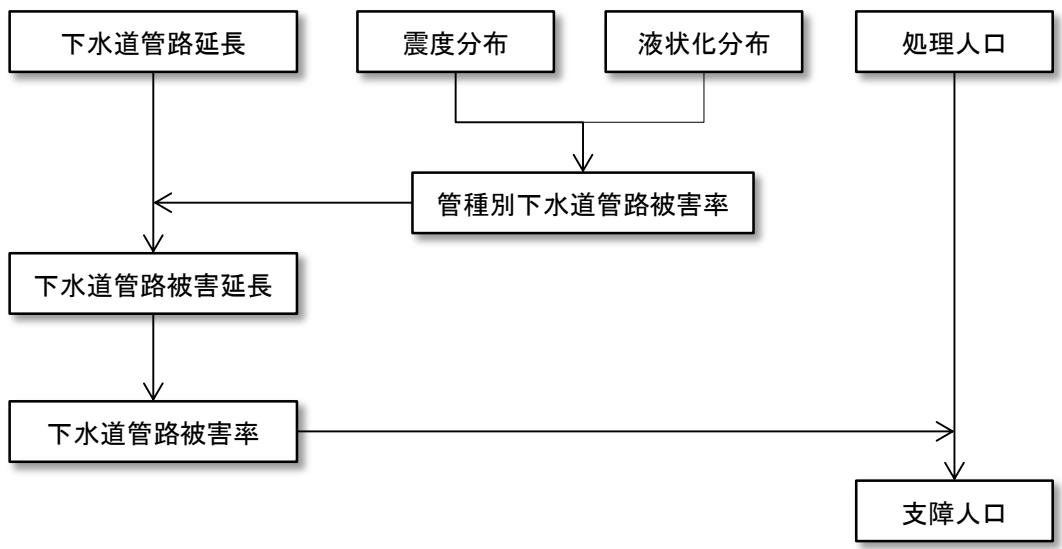 下水道管路延長
震度分布
液状化分布
処理人口
管種別下水道管路被害率
下水道管路被害延長
下水道管路被害率
支障人口